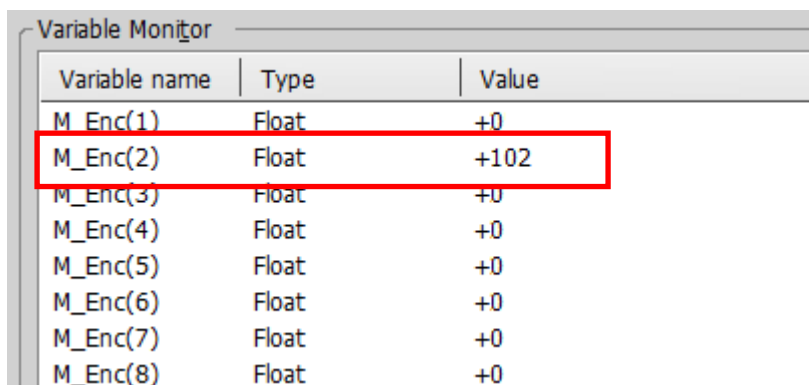 Variable Monitor
Variable name Type Value
M_Enc(1) Float +0
M_Enc(2) Float +102
M_Enc(3) Float +0
M_Enc(4) Float +0
M_Enc(5) Float +0
M_Enc(6) Float +0
M_Enc(7) Float +0
M_Enc(8) Float +0